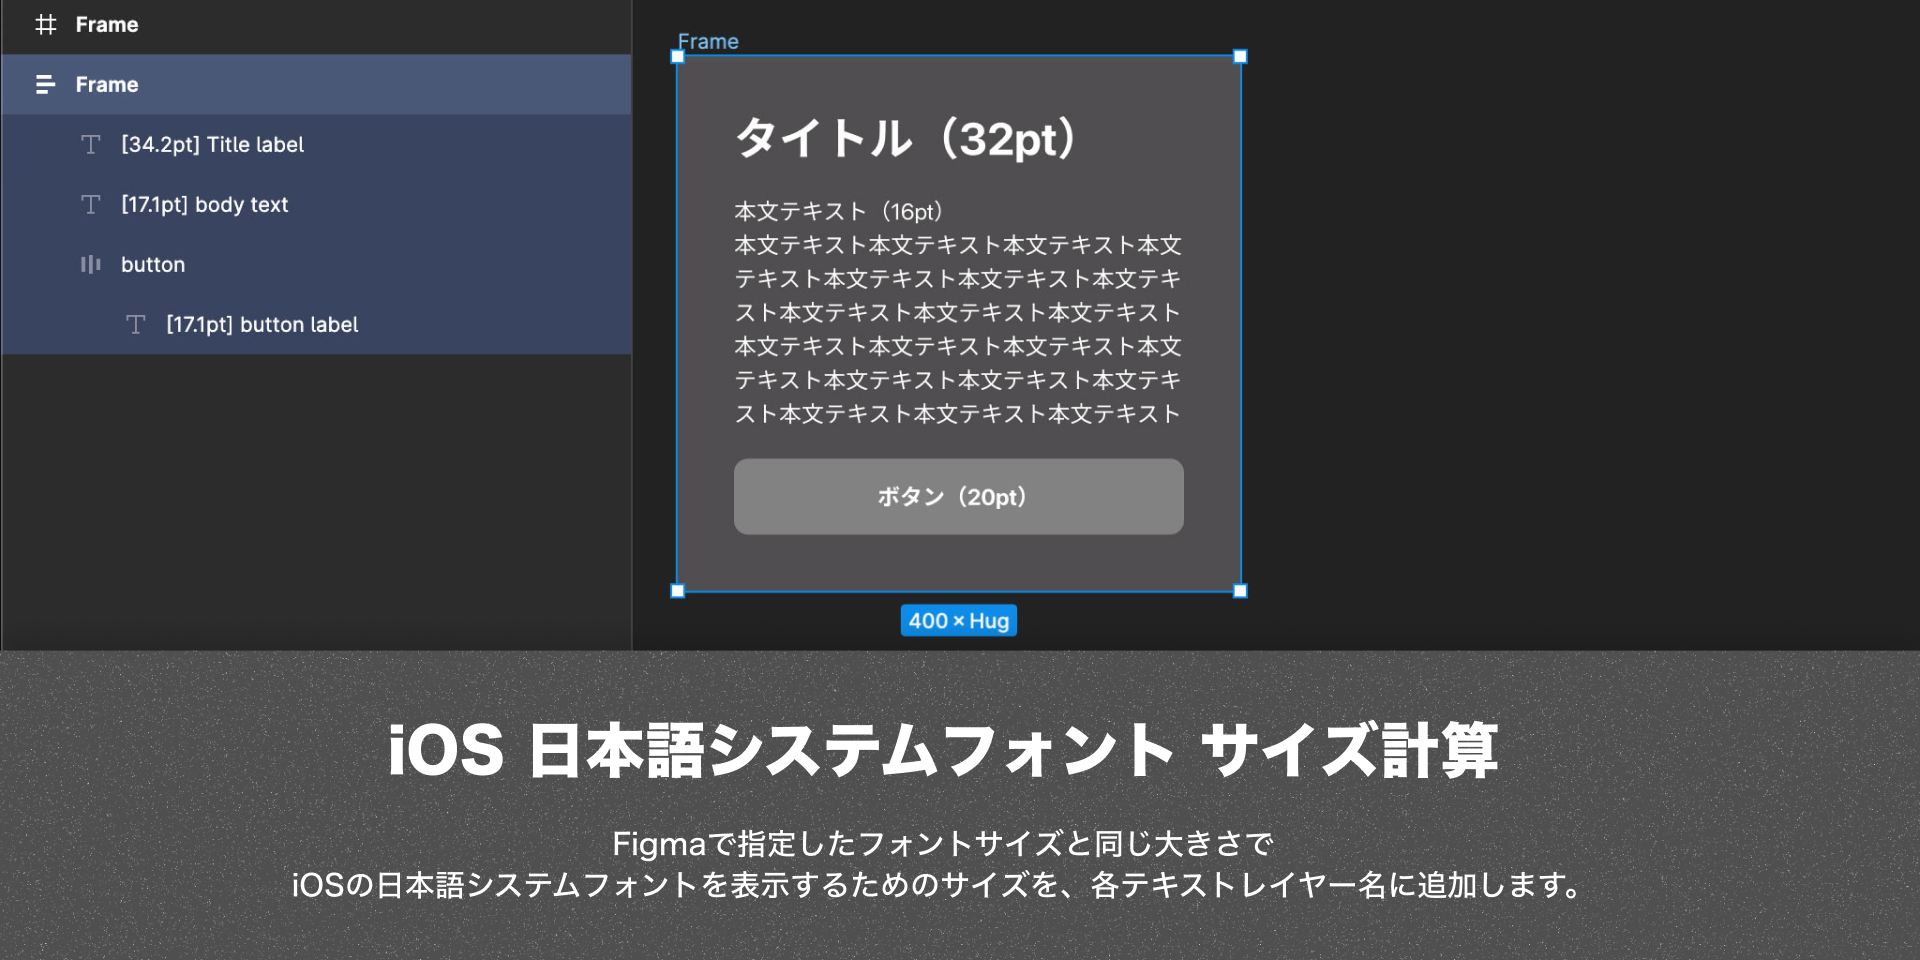 Frame
Frame
[34.2pt] Title label
[17.1pt] body text
button
[17.1pt] button label
Frame
タイトル（32pt）
本文テキスト（16pt）
本文テキスト本文テキスト本文テキスト本文
テキスト本文テキスト本文テキスト本文テキ
スト本文テキスト本文テキスト本文テキスト
本文テキスト本文テキスト本文テキスト本文
テキスト本文テキスト本文テキスト本文テキ
スト本文テキスト本文テキスト本文テキスト
ボタン（20pt）
400 × Hug
iOS 日本語システムフォント サイズ計算
Figmaで指定したフォントサイズと同じ大きさで
iOSの日本語システムフォントを表示するためのサイズを、各テキストレイヤー名に追加します。